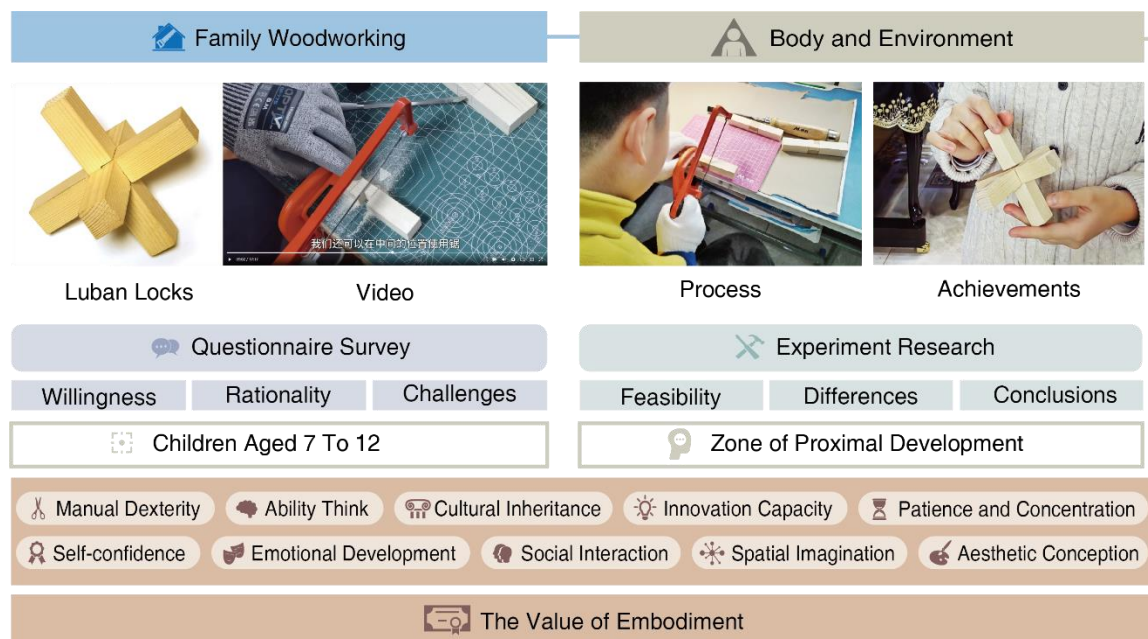 Family Woodworking
Body and Environment
我们还可以在中间的位置使用锯
Luban Locks
Video
Process
Achievements
Questionnaire Survey
Experiment Research
Willingness
Rationality
Challenges
Feasibility
Differences
Conclusions
Children Aged 7 To 12
Zone of Proximal Development
Manual Dexterity
Ability Think
Cultural Inheritance
Innovation Capacity
Patience and Concentration
Self-confidence
Emotional Development
Social Interaction
Spatial Imagination
Aesthetic Conception
The Value of Embodiment